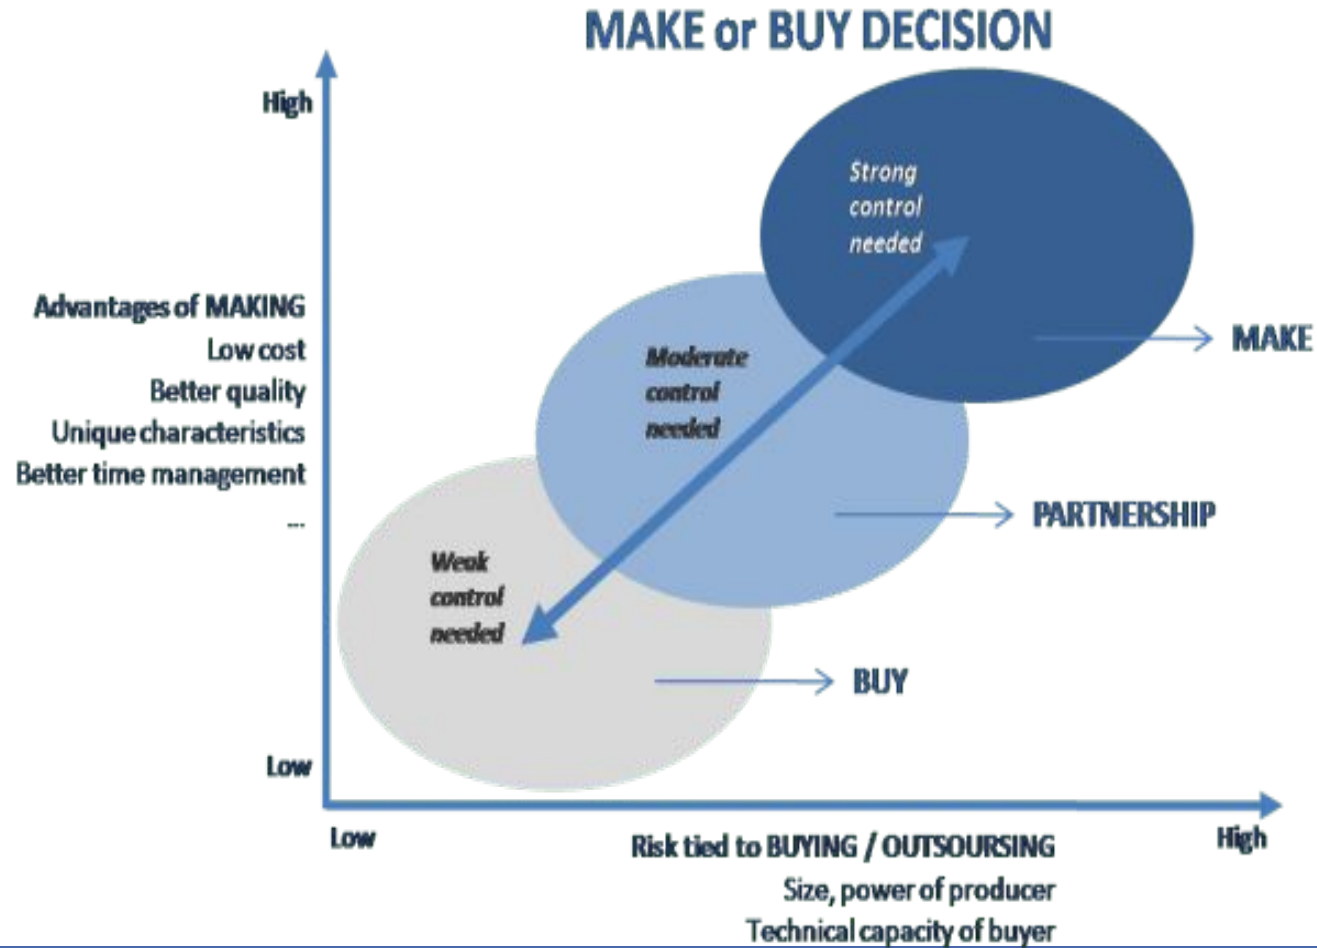 MAKE or BUY DECISION
High
Strong
control
needed
Advantages of MAKING
Low cost
Better quality
Unique characteristics
Better time management
...
MAKE
Moderate
control
needed
PARTNERSHIP
Weak
control
needed
BUY
Low
Low
High
Risk tied to BUYING / OUTSOURSING
Size, power of producer
Technical capacity of buyer